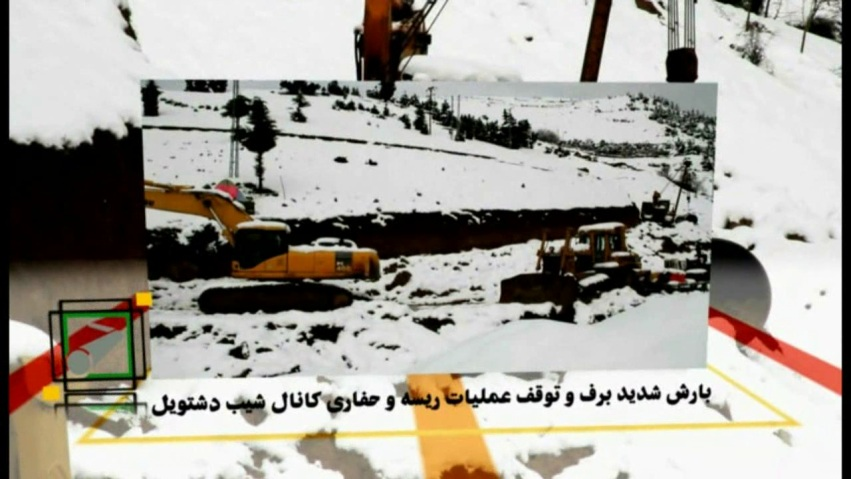 بارش شدید برف و توقف عملیات ریسه و حفاری کانال شیب دشتویل